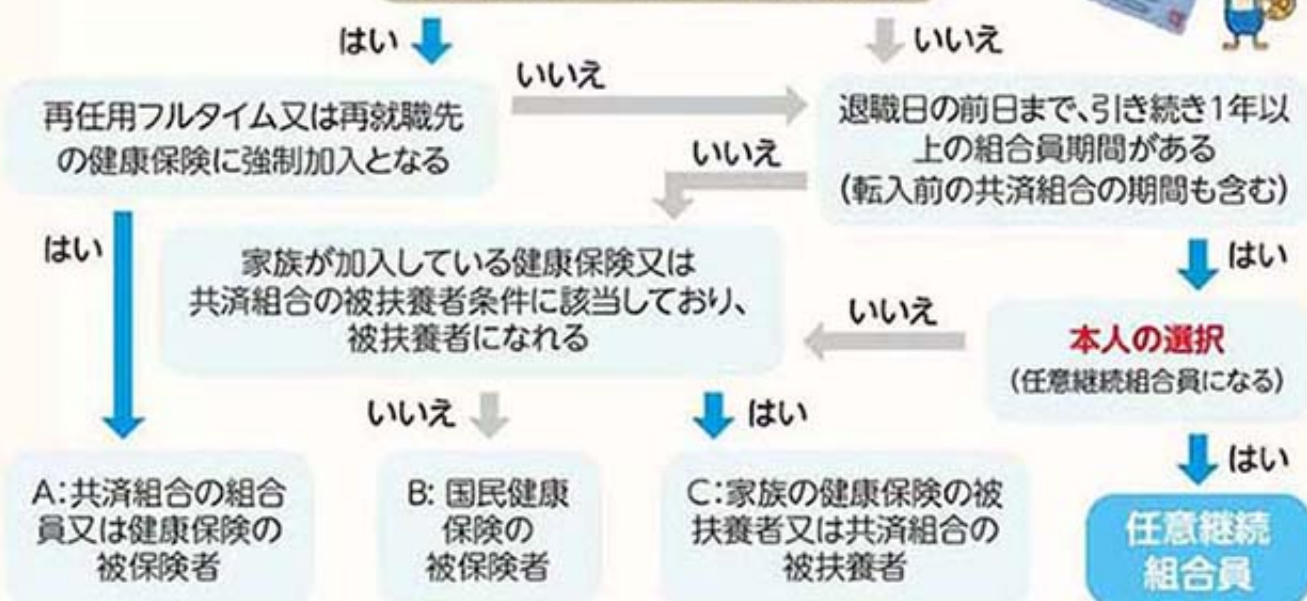 はい
いいえ
再任用フルタイム又は再就職先
の健康保険に強制加入となる
いいえ
退職日の前日まで、引き続き1年以
上の組合員期間がある
(転入前の共済組合の期間も含む)
いいえ
はい
家族が加入している健康保険又は
共済組合の被扶養者条件に該当しており、
被扶養者になれる
はい
いいえ
本人の選択
(任意継続組合員になる)
いいえ
はい
はい
A:共済組合の組合
員又は健康保険の
被保険者
B: 国民健康
保険の
被保険者
C:家族の健康保険の被
扶養者又は共済組合の
被扶養者
任意継続
組合員